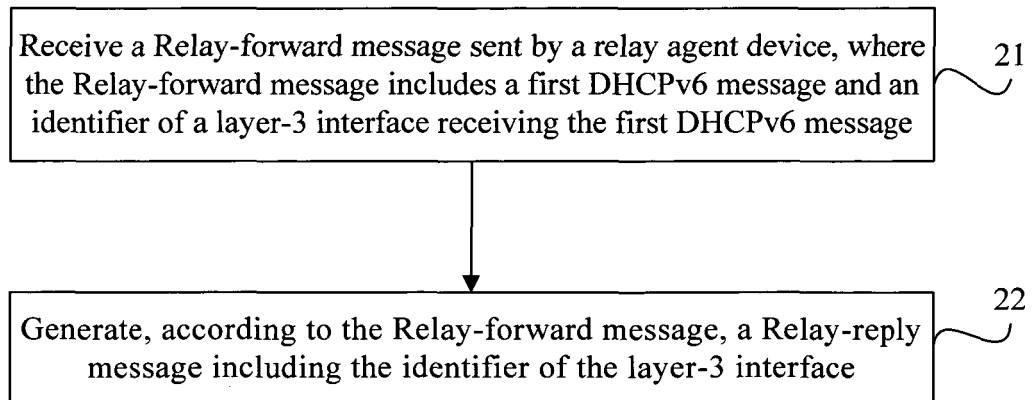 Receive a Relay-forward message sent by a relay agent device, where
the Relay-forward message includes a first DHCPv6 message and an
identifier of a layer-3 interface receiving the first DHCPv6 message
21
Generate, according to the Relay-forward message, a Relay-reply
message including the identifier of the layer-3 interface
22